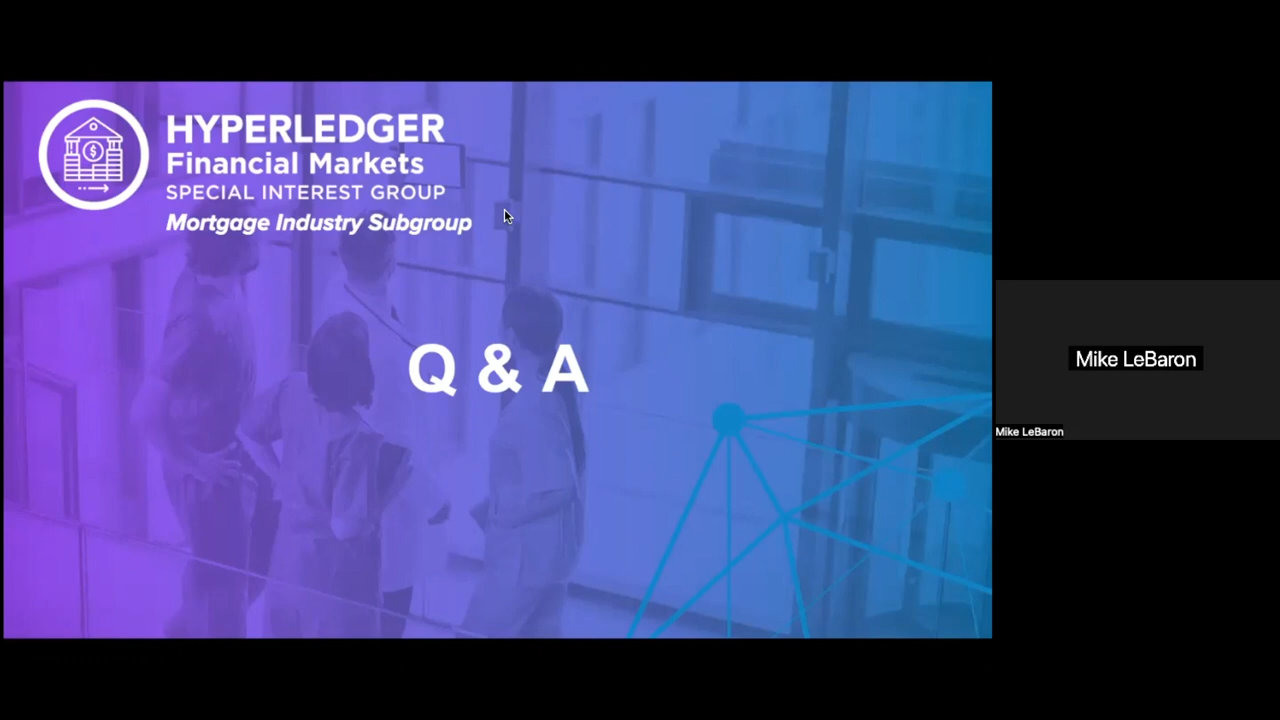 HYPERLEDGER
Financial Markets
SPECIAL INTEREST GROUP
Mortgage Industry Subgroup
Q & A
Mike LeBaron
Mike LeBaron